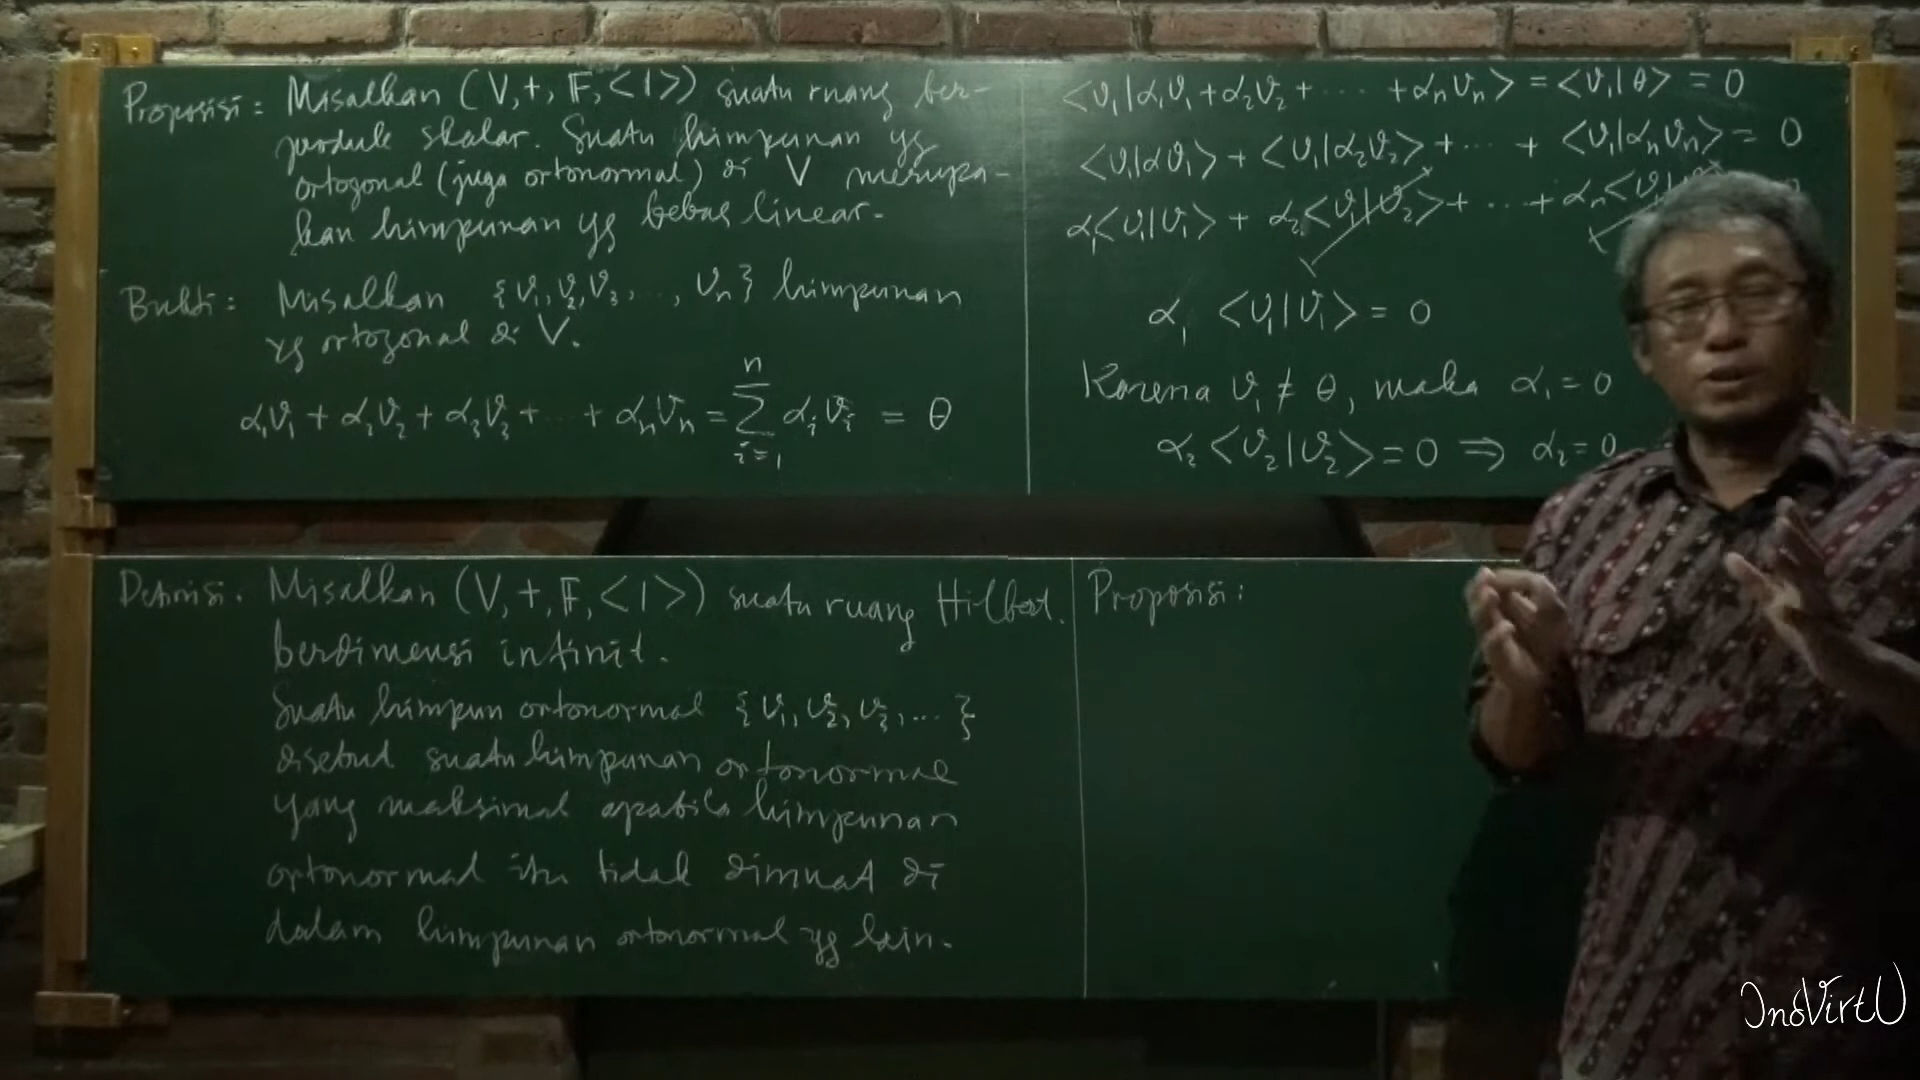 Proposisi: Misalkan (V, +, 𝔽, <|>) suatu ruang ber-
produk skalar. Suatu himpunan yg
ortogonal (juga ortonormal) di V merupa-
kan himpunan yg bebas linear.
Bukti: Misalkan {v₁, v₂, v₃, ..., vₙ} himpunan
yg ortogonal di V.
α₁v₁ + α₂v₂ + α₃v₃ + ... + αₙvₙ = ∑ᵢ₌₁ⁿ αᵢvᵢ = θ
<v₁|α₁v₁ + α₂v₂ + ... + αₙvₙ> = <v₁|θ> = 0
<v₁|αv₁> + <v₁|α₂v₂> + ... + <v₁|αₙvₙ> = 0
α₁<v₁|v₁> + α₂<v₁|v₂> + ... + αₙ<v₁|
α₁ <v₁|v₁> = 0
Karena v₁ ≠ θ, maka α₁ = 0
α₂ <v₂|v₂> = 0 ⇒ α₂ = 0
Definisi. Misalkan (V, +, 𝔽, <|>) suatu ruang Hilbert
berdimensi infinit.
Suatu himpun ortonormal {v₁, v₂, v₃, ...}
disebut suatu himpunan ortonormal
yang maksimal apabila himpunan
ortonormal itu tidak dimuat di
dalam himpunan ortonormal yg lain.
Proposisi:
InoVirtU